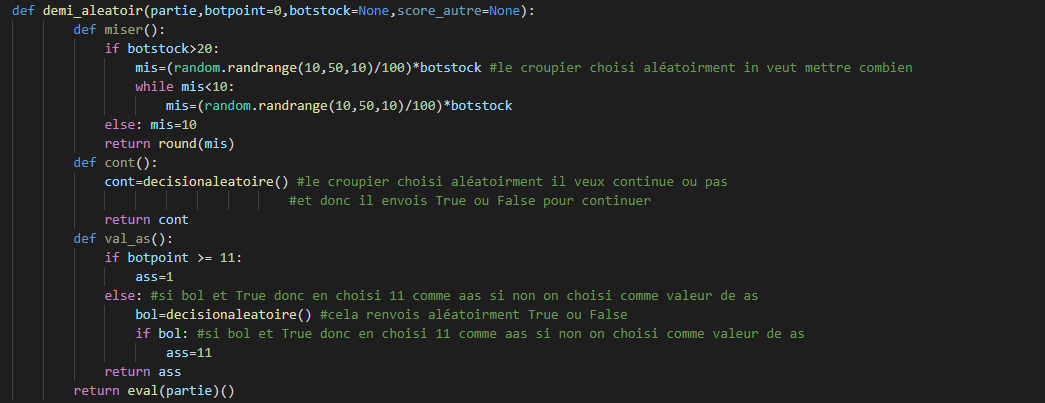 def demi_aleatoir(partie,botpoint=0,botstock=None,score_autre=None):
def miser():
if botstock>20:
mis=(random.randrange(10,50,10)/100)*botstock #le croupier choisi aléatoirment in veut mettre combien
while mis<10:
mis=(random.randrange(10,50,10)/100)*botstock
else: mis=10
return round(mis)
def cont():
cont=decisionaleatoire() #le croupier choisi aléatoirment il veux continue ou pas
#et donc il envois True ou False pour continuer
return cont
def val_as():
if botpoint >= 11:
ass=1
else: #si bol et True donc en choisi 11 comme aas si non on choisi comme valeur de as
bol=decisionaleatoire() #cela renvois aléatoirment True ou False
if bol: #si bol et True donc en choisi 11 comme aas si non on choisi comme valeur de as
ass=11
return ass
return eval(partie)()